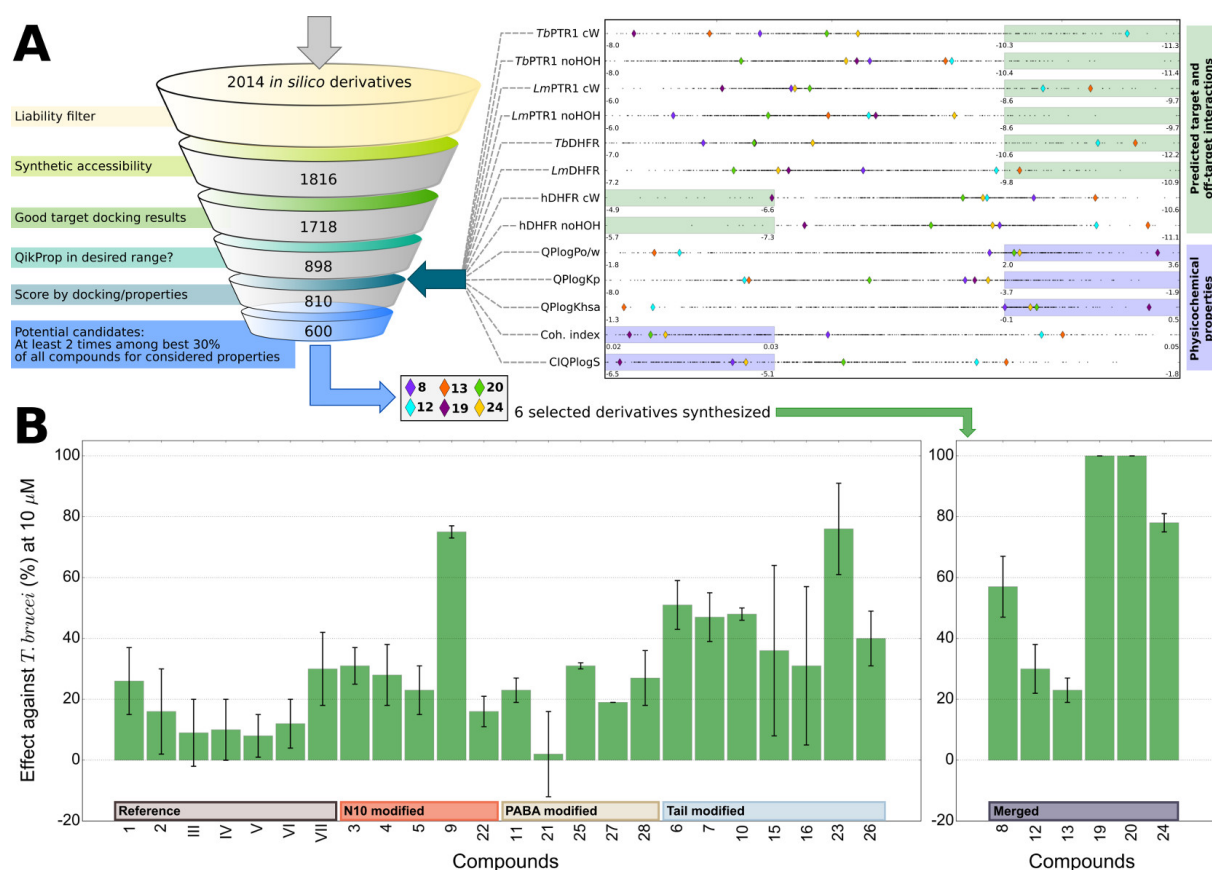 A
2014 in silico derivatives
Liability filter
Synthetic accessibility
1816
Good target docking results
1718
QikProp in desired range?
898
Score by docking/properties
810
Potential candidates:
At least 2 times among best 30%
of all compounds for considered properties
600
8 13 20
12 19 24
6 selected derivatives synthesized
TbPTR1 cW
-8.0 -10.3 -11.3
TbPTR1 noHOH
-8.0 -10.4 -11.4
LmPTR1 cW
-6.0 -8.6 -9.7
LmPTR1 noHOH
-6.0 -8.6 -9.7
TbDHFR
-7.0 -10.6 -12.2
LmDHFR
-7.2 -9.8 -10.9
hDHFR cW
-4.9 -6.6 -10.6
hDHFR noHOH
-5.7 -7.3 -11.1
QPlogPo/w
-1.8 2.0 3.6
QPlogKp
-8.0 -3.7 -1.9
QPlogKhsa
-1.3 -0.1 0.5
Coh. index
0.02 0.03 0.05
CIQPlogS
-6.5 -5.1 -1.8
Predicted target and
off-target interactions
Physicochemical
properties
B
Effect against T. brucei (%) at 10 μM
100
80
60
40
20
0
-20
Reference
N10 modified
PABA modified
Tail modified
1 2 III IV V VI VII 3 4 5 9 22 11 21 25 27 28 6 7 10 15 16 23 26
Compounds
100
80
60
40
20
0
-20
Merged
8 12 13 19 20 24
Compounds